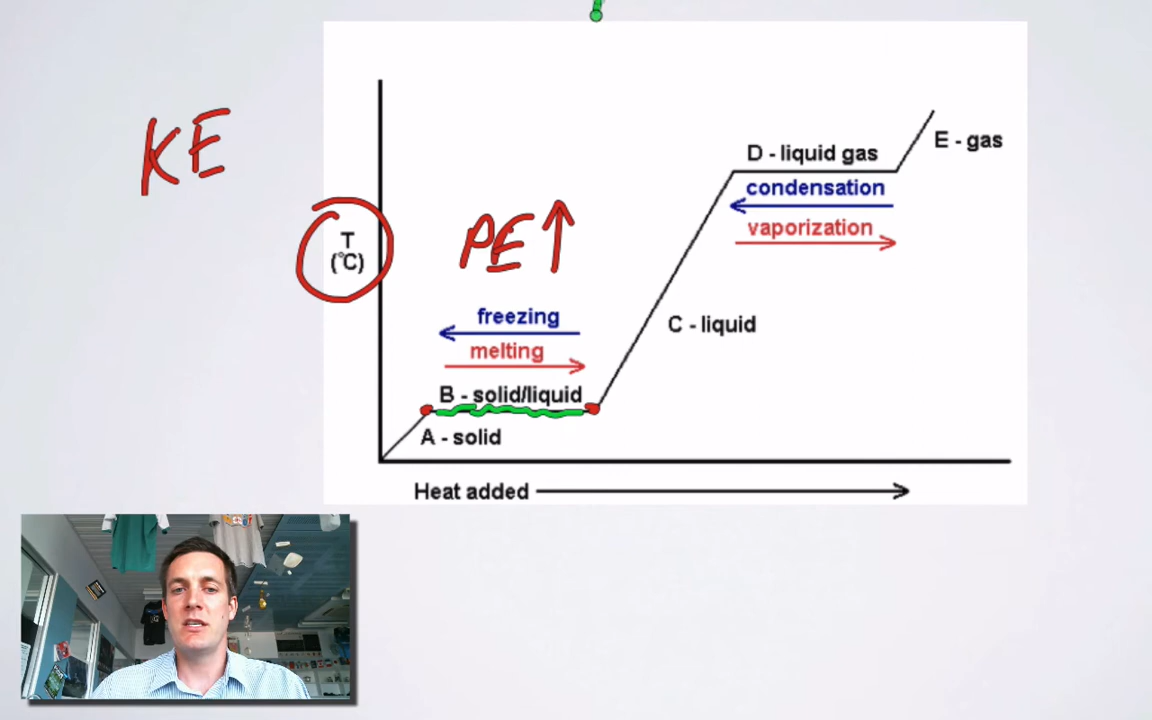 KE
T
(°C)
PE ↑
D - liquid gas
E - gas
condensation
vaporization
C - liquid
freezing
melting
B - solid/liquid
A - solid
Heat added